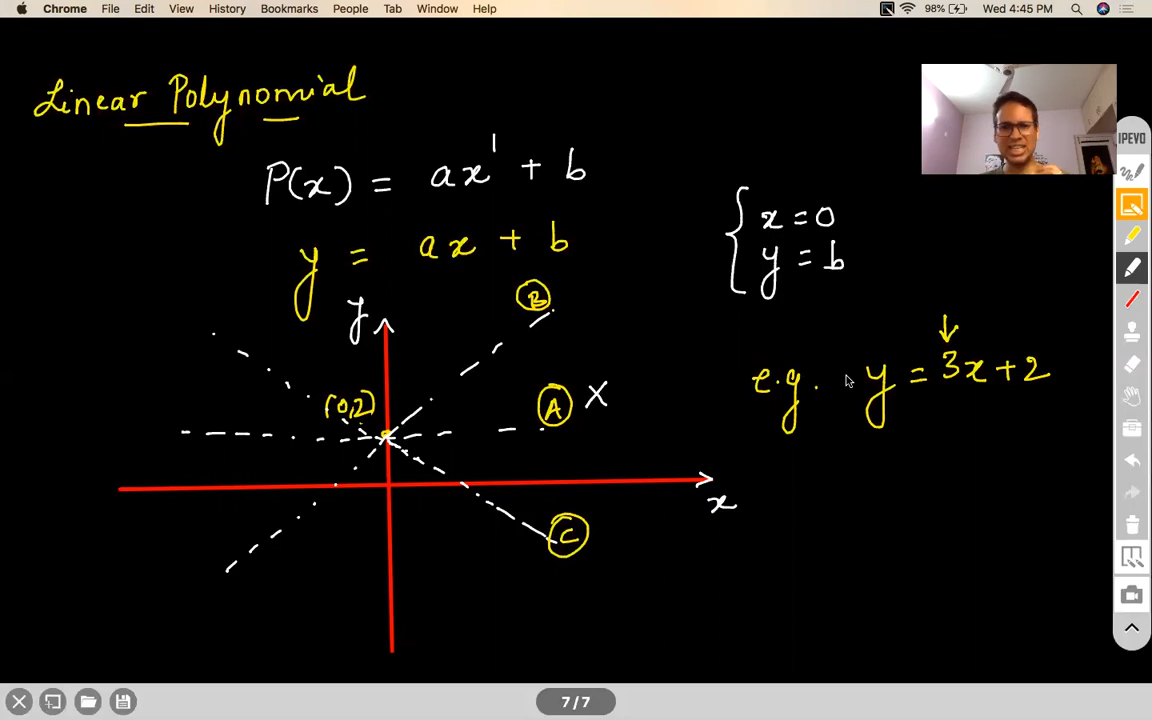 Chrome File Edit View History Bookmarks People Tab Window Help 98% Wed 4:45 PM
Linear Polynomial
IPEVO
P(x) = ax¹ + b
y = ax + b
{ x = 0
y = b
y
B
e.g. y = 3x + 2
(0,2)
A X
x
C
7 / 7